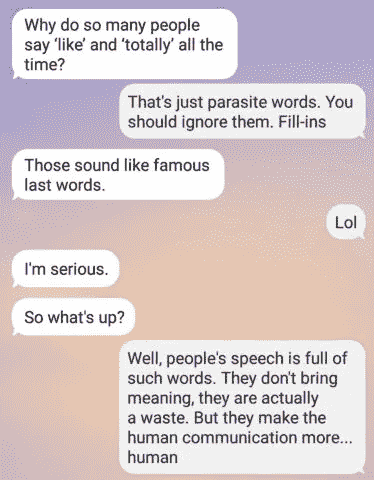 Why do so many people
say ‘like’ and ‘totally’ all the
time?
That's just parasite words. You
should ignore them. Fill-ins
Those sound like famous
last words.
Lol
I'm serious.
So what's up?
Well, people's speech is full of
such words. They don't bring
meaning, they are actually
a waste. But they make the
human communication more...
human